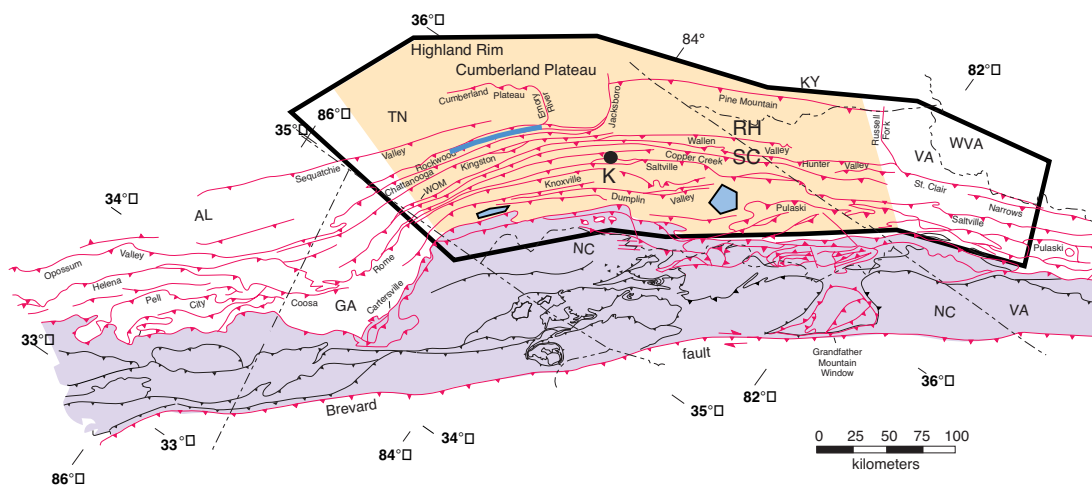 36°
Highland Rim
84°
Cumberland Plateau
KY
82°
Cumberland
Plateau
Emory
River
Jacksboro
Pine Mountain
86°
TN
35°
RH
Russell
Fork
WVA
Wallen
Valley
VA
Valley
Rockwood
SC
Sequatchie
Chattanooga
Kingston
Copper Creek
Hunter
Valley
Saltville
K
St. Clair
WOM
Knoxville
34°
Dumplin
Valley
Narrows
AL
Pulaski
Saltville
NC
Pulaski
Opossum
Valley
Rome
Helena
Pell
City
Coosa
GA
Cartersville
NC
VA
33°
fault
Grandfather
Mountain
Window
36°
Brevard
82°
35°
33°
34°
84°
86°
0 25 50 75 100
kilometers